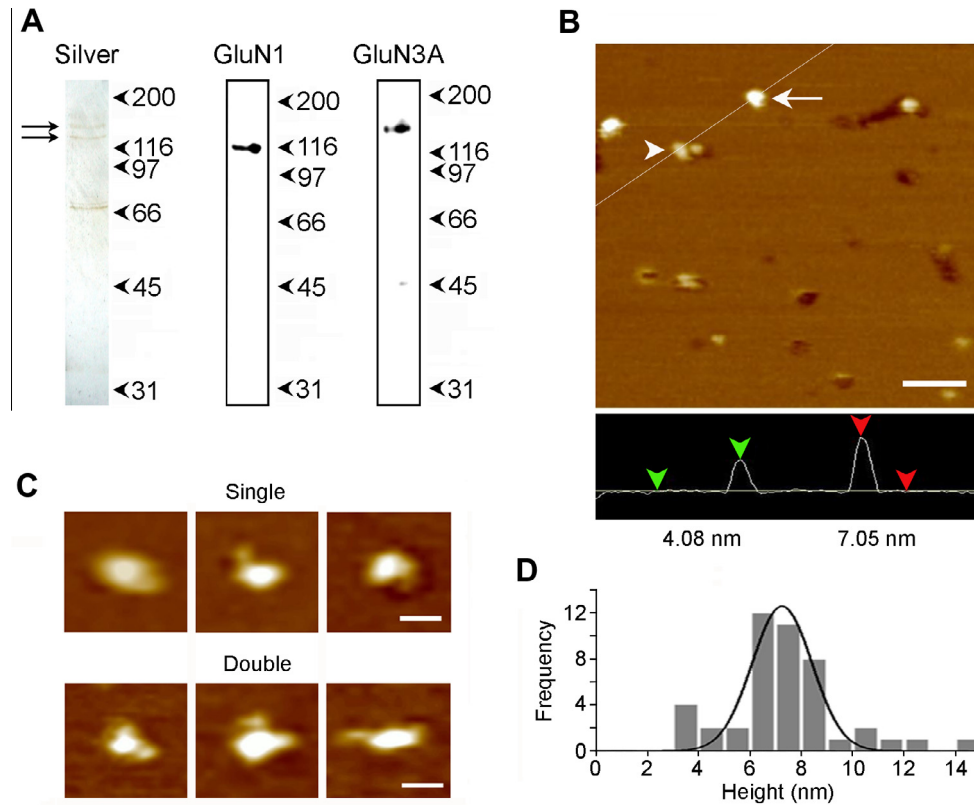 A
Silver
GluN1
GluN3A
200
116
97
66
45
31
200
116
97
66
45
31
200
116
97
66
45
31
B
4.08 nm
7.05 nm
C
Single
Double
D
Frequency
12
8
4
0
0
2
4
6
8
10
12
14
Height (nm)